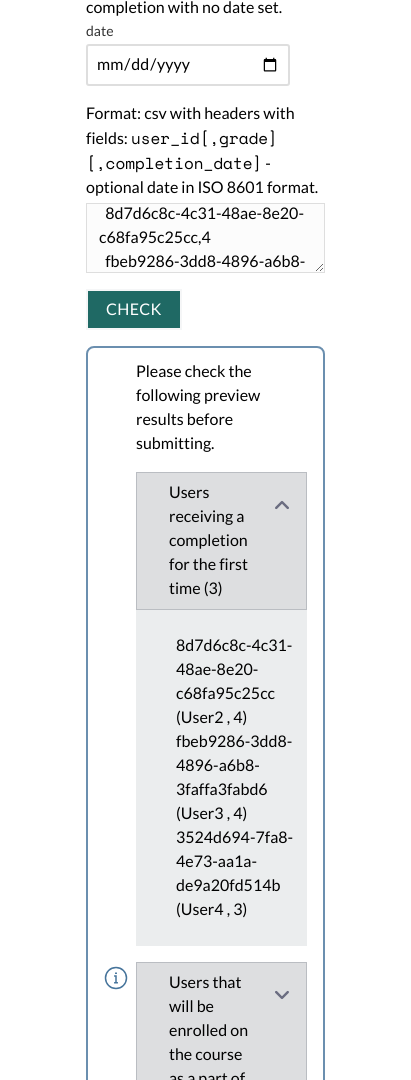 completion with no date set.
date
mm/dd/yyyy
Format: csv with headers with
fields: user_id[,grade]
[,completion_date] -
optional date in ISO 8601 format.
8d7d6c8c-4c31-48ae-8e20-
c68fa95c25cc,4
fbeb9286-3dd8-4896-a6b8-
CHECK
Please check the
following preview
results before
submitting.
Users
receiving a
completion
for the first
time (3)
8d7d6c8c-4c31-
48ae-8e20-
c68fa95c25cc
(User2 , 4)
fbeb9286-3dd8-
4896-a6b8-
3faffa3fabd6
(User3 , 4)
3524d694-7fa8-
4e73-aa1a-
de9a20fd514b
(User4 , 3)
Users that
will be
enrolled on
the course
as a part of